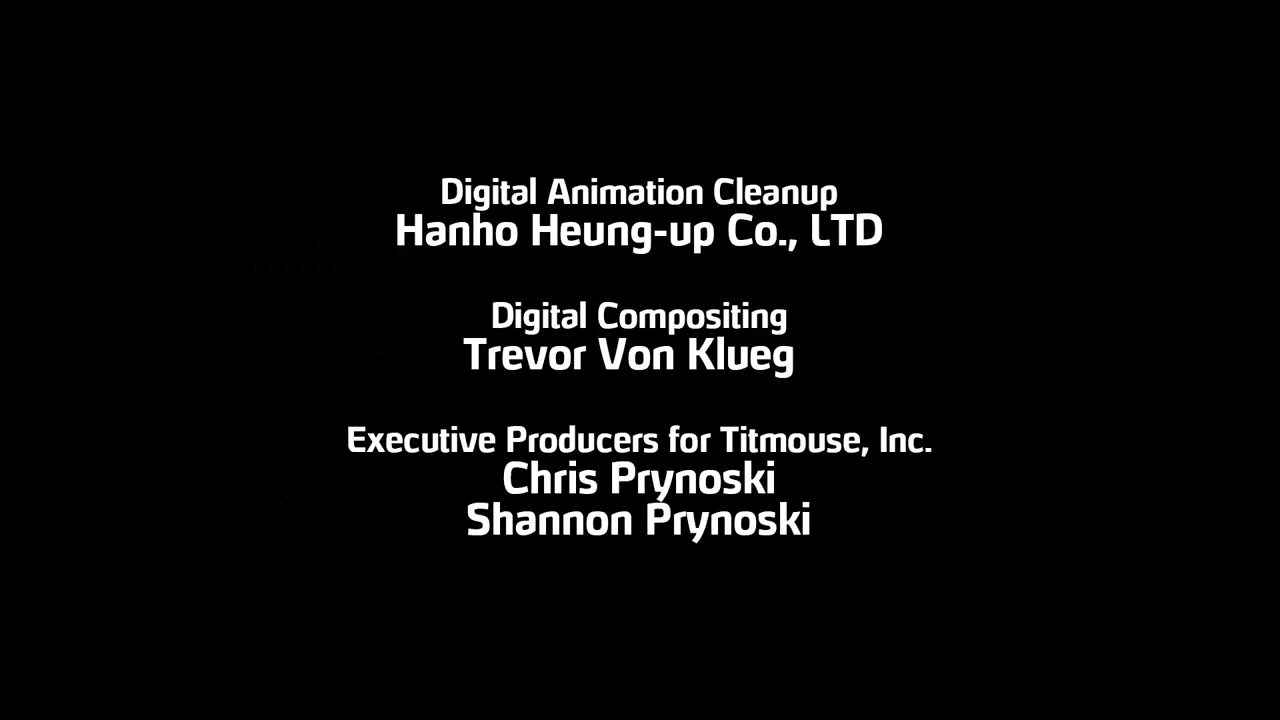 Digital Animation Cleanup
Hanho Heung-up Co., LTD
Digital Compositing
Trevor Von Klueg
Executive Producers for Titmouse, Inc.
Chris Prynoski
Shannon Prynoski